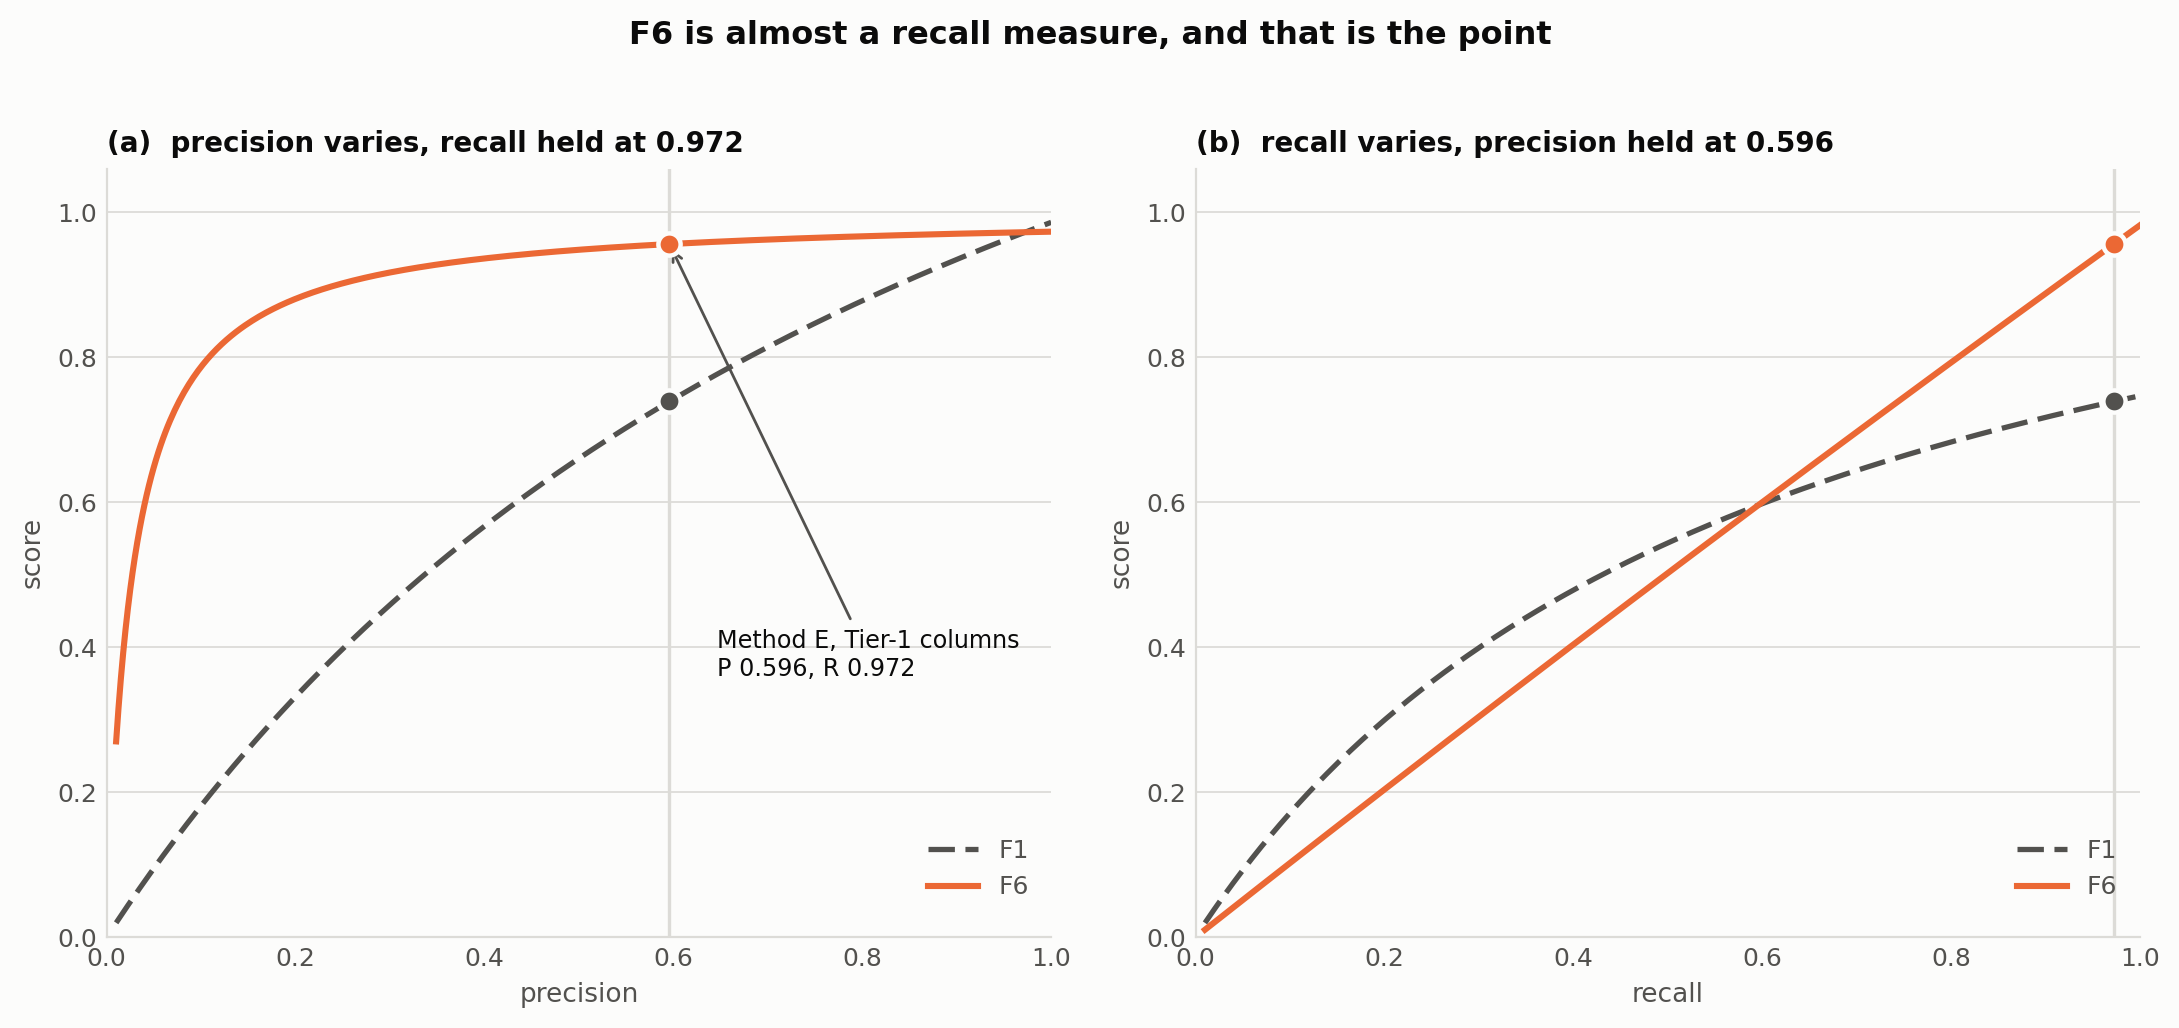 F6 is almost a recall measure, and that is the point
(a)  precision varies, recall held at 0.972
1.0
0.8
0.6
0.4
0.2
0.0
score
0.0 0.2 0.4 0.6 0.8 1.0
precision
Method E, Tier-1 columns
P 0.596, R 0.972
F1
F6
(b)  recall varies, precision held at 0.596
1.0
0.8
0.6
0.4
0.2
0.0
score
0.0 0.2 0.4 0.6 0.8 1.0
recall
F1
F6